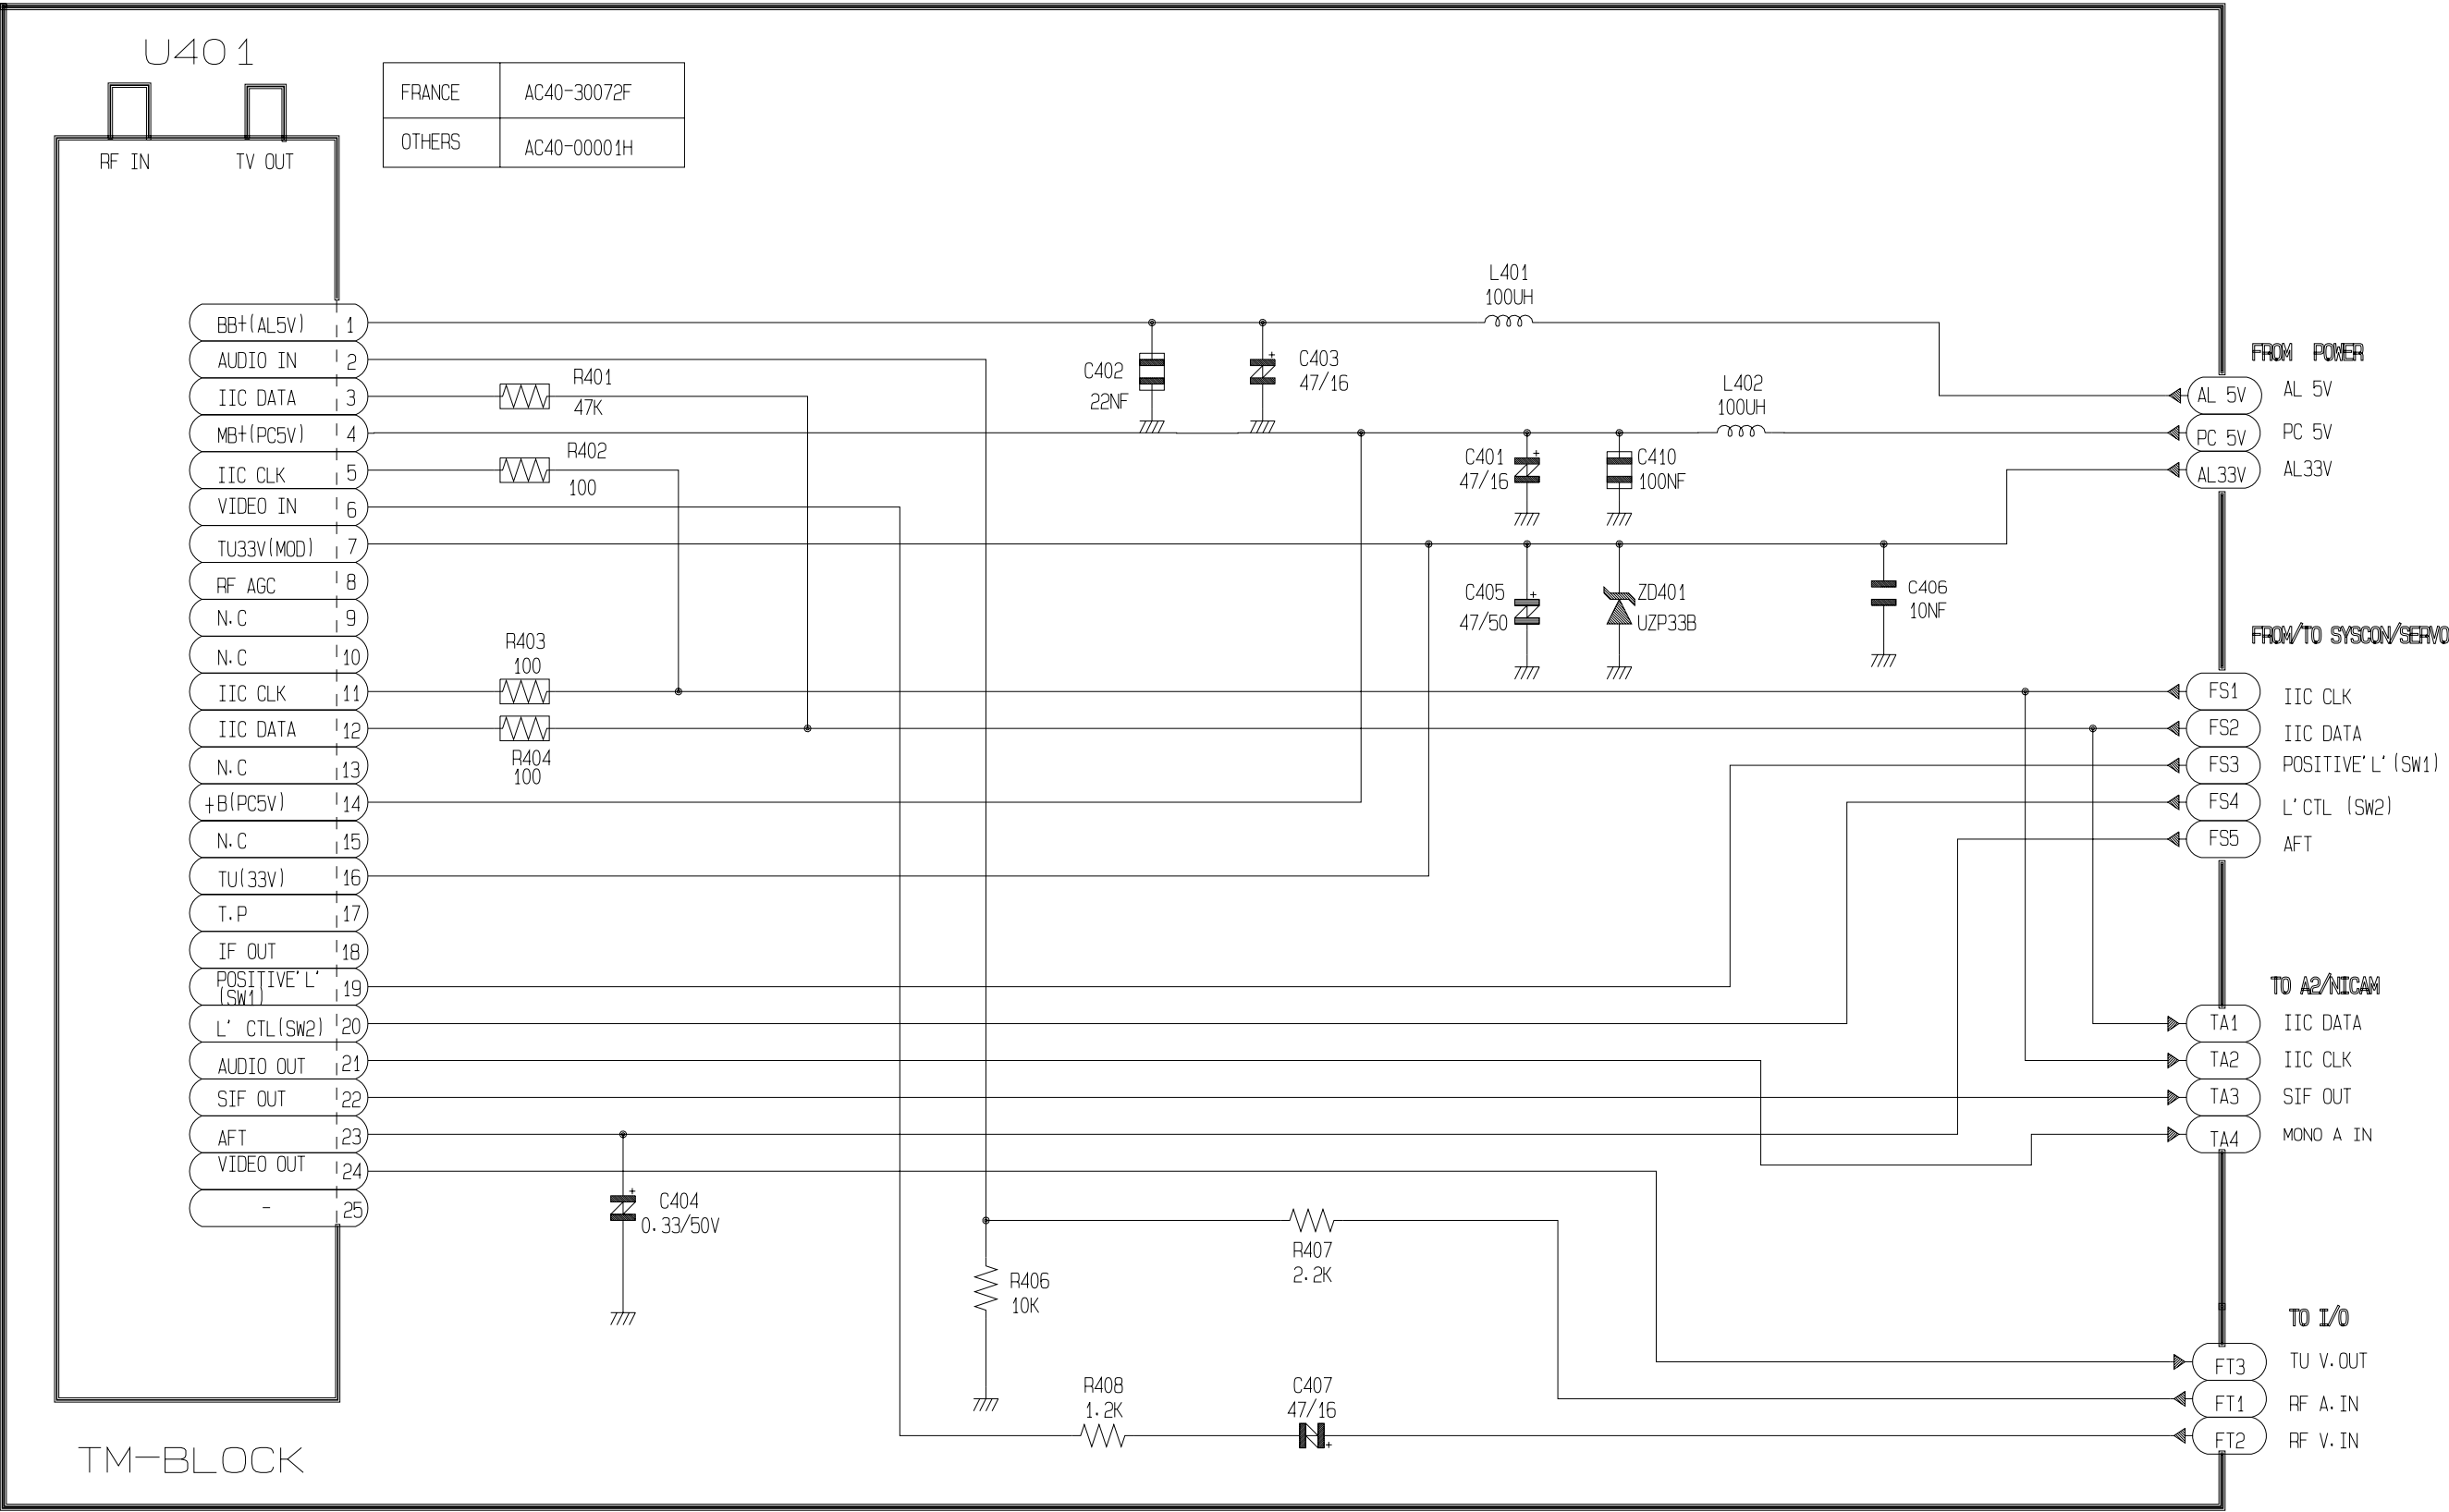 U401
FRANCE AC40-30072F
OTHERS AC40-00001H
RF IN TV OUT
BB+(AL5V) 1
AUDIO IN 2
IIC DATA 3
MB+(PC5V) 4
IIC CLK 5
VIDEO IN 6
TU33V(MOD) 7
RF AGC 8
N.C 9
N.C 10
IIC CLK 11
IIC DATA 12
N.C 13
+B(PC5V) 14
N.C 15
TU(33V) 16
T.P 17
IF OUT 18
POSITIVE'L'
(SW1) 19
L' CTL(SW2) 20
AUDIO OUT 21
SIF OUT 22
AFT 23
VIDEO OUT 24
- 25
TM-BLOCK
R401
47K
R402
100
R403
100
R404
100
C404
0.33/50V
C402
22NF
C403
47/16
L401
100UH
L402
100UH
C401
47/16
C410
100NF
C405
47/50
ZD401
UZP33B
C406
10NF
R406
10K
R407
2.2K
R408
1.2K
C407
47/16
FROM POWER
AL 5V AL 5V
PC 5V PC 5V
AL33V AL33V
FROM/TO SYSCON/SERVO
FS1 IIC CLK
FS2 IIC DATA
FS3 POSITIVE'L'(SW1)
FS4 L'CTL (SW2)
FS5 AFT
TO A2/NICAM
TA1 IIC DATA
TA2 IIC CLK
TA3 SIF OUT
TA4 MONO A IN
TO I/O
FT3 TU V.OUT
FT1 RF A.IN
FT2 RF V.IN